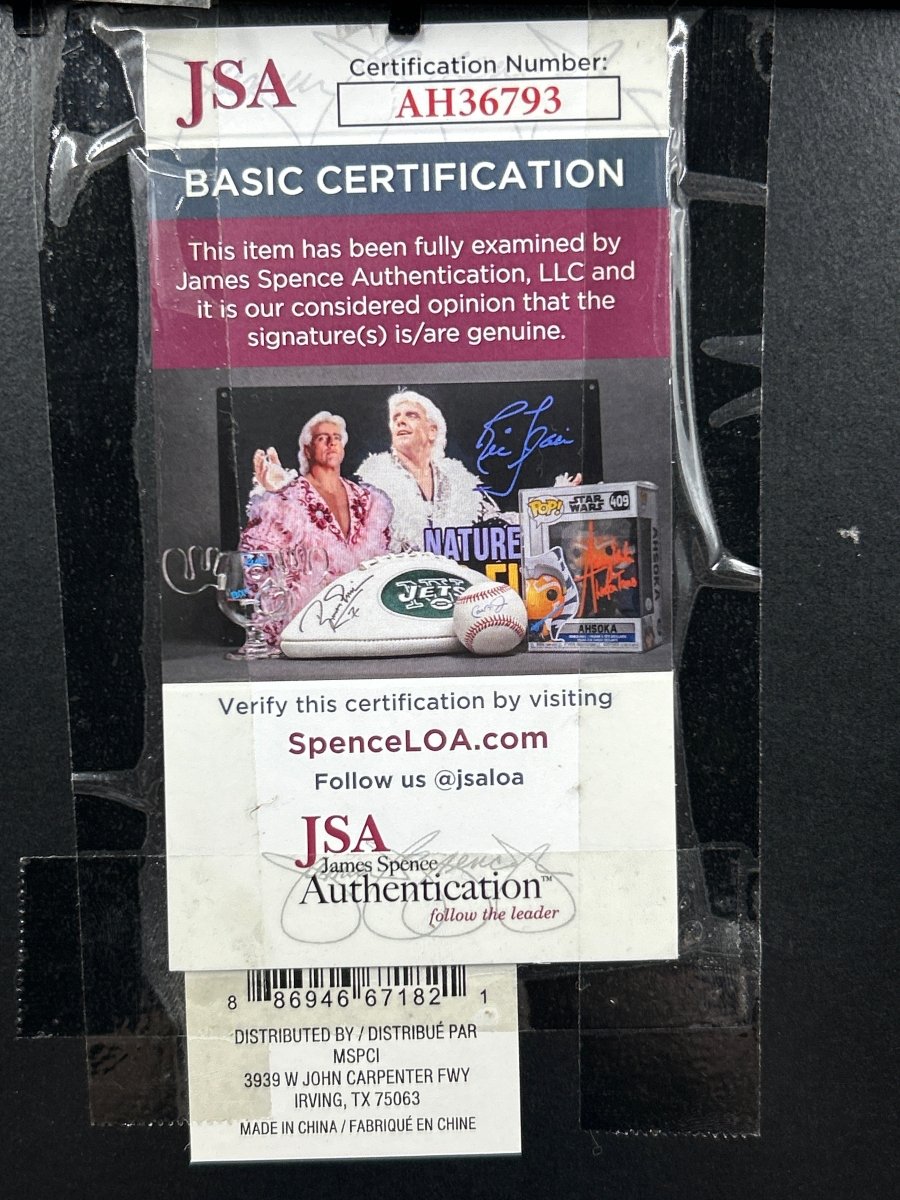 JSA
Certification Number:
AH36793
BASIC CERTIFICATION
This item has been fully examined by
James Spence Authentication, LLC and
it is our considered opinion that the
signature(s) is/are genuine.
NATURE
POP! STAR WARS 409
JETS
AHSOKA
AHSOKA
Verify this certification by visiting
SpenceLOA.com
Follow us @jsaloa
JSA
James Spence
Authentication™
follow the leader
8 86946 67182 1
DISTRIBUTED BY / DISTRIBUÉ PAR
MSPCI
3939 W JOHN CARPENTER FWY
IRVING, TX 75063
MADE IN CHINA / FABRIQUÉ EN CHINE